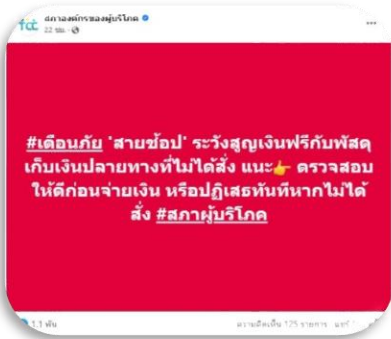 fcc สภาองค์กรของผู้บริโภค
22 ชม.
#เตือนภัย 'สายช้อป' ระวังสูญเงินฟรีกับพัสดุ
เก็บเงินปลายทางที่ไม่ได้สั่ง แนะ👉 ตรวจสอบ
ให้ดีก่อนจ่ายเงิน หรือปฏิเสธทันทีหากไม่ได้
สั่ง #สภาผู้บริโภค
1.1 พัน ความคิดเห็น 125 รายการ แชร์